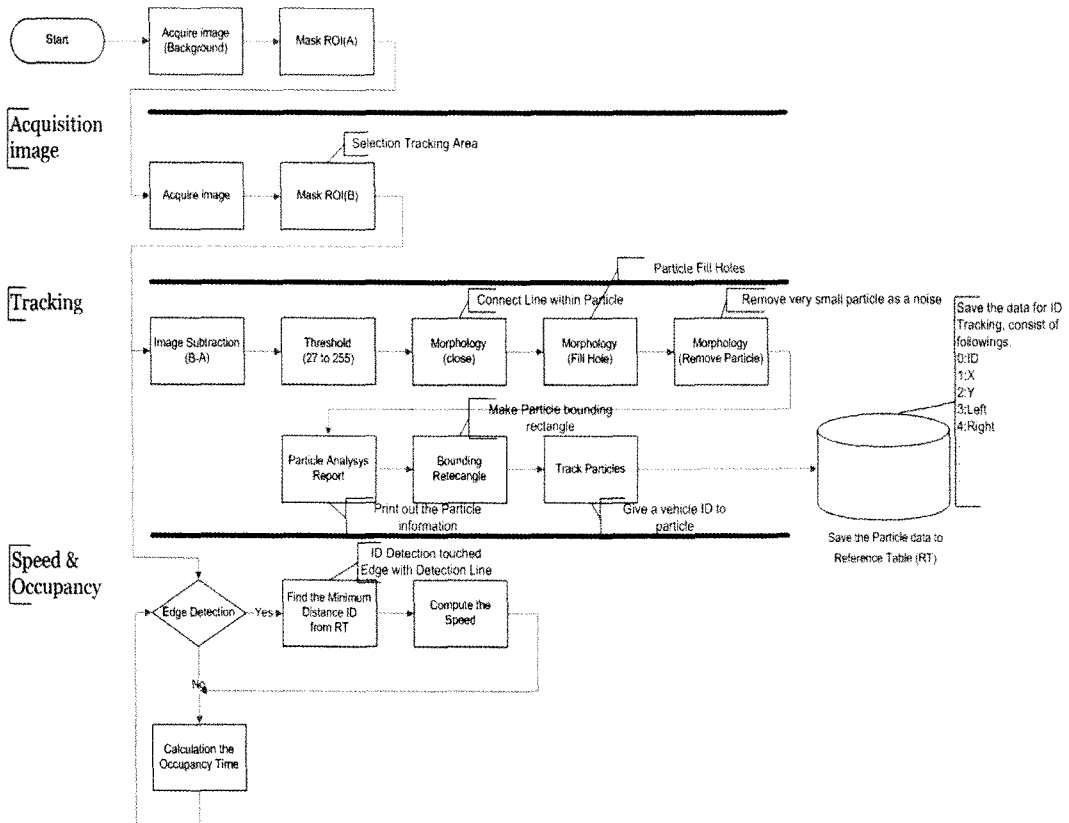 Start
Acquire image
(Background)
Mask ROI(A)
Acquisition
image
Selection Tracking Area
Acquire image
Mask ROI(B)
Particle Fill Holes
Tracking
Connect Line within Particle
Remove very small particle as a noise
Save the data for ID
Tracking, consist of
followings.
0:ID
1:X
2:Y
3:Left
4:Right
Image Subtraction
(B-A)
Threshold
(27 to 255)
Morphology
(close)
Morphology
(Fill Hole)
Morphology
(Remove Particle)
Make Particle bounding
rectangle
Particle Analysys
Report
Bounding
Retecangle
Track Particles
Print out the Particle
information
Give a vehicle ID to
particle
Save the Particle data to
Reference Table (RT)
Speed &
Occupancy
ID Detection touched
Edge with Detection Line
Edge Detection
Yes
Find the Minimum
Distance ID
from RT
Compute the
Speed
No
Calculation the
Occupancy Time